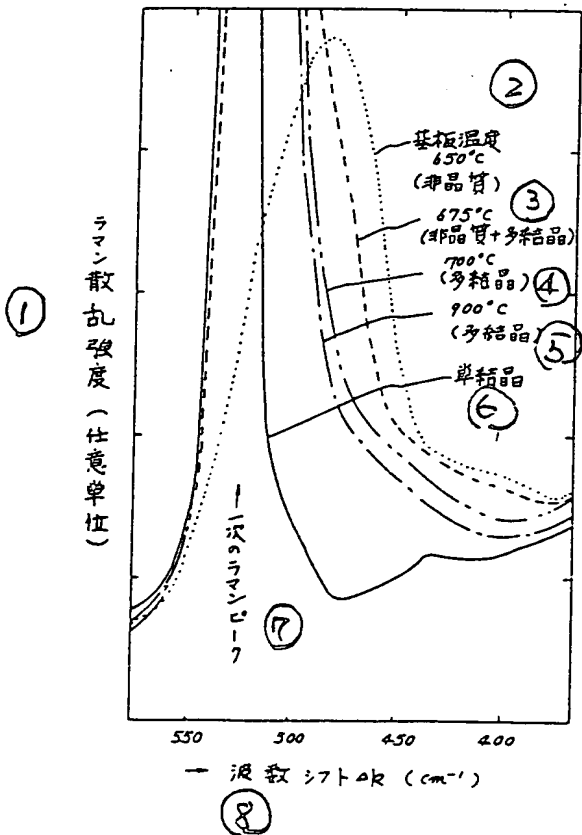 ①
ラマン散乱強度(任意単位)
②
基板温度
650°C
(非晶質)
③
675°C
(非晶質+多結晶)
700°C
(多結晶)
④
900°C
(多結晶)
⑤
単結晶
⑥
一次のラマンピーク
⑦
550
500
450
400
→ 波数シフトΔk (cm⁻¹)
⑧